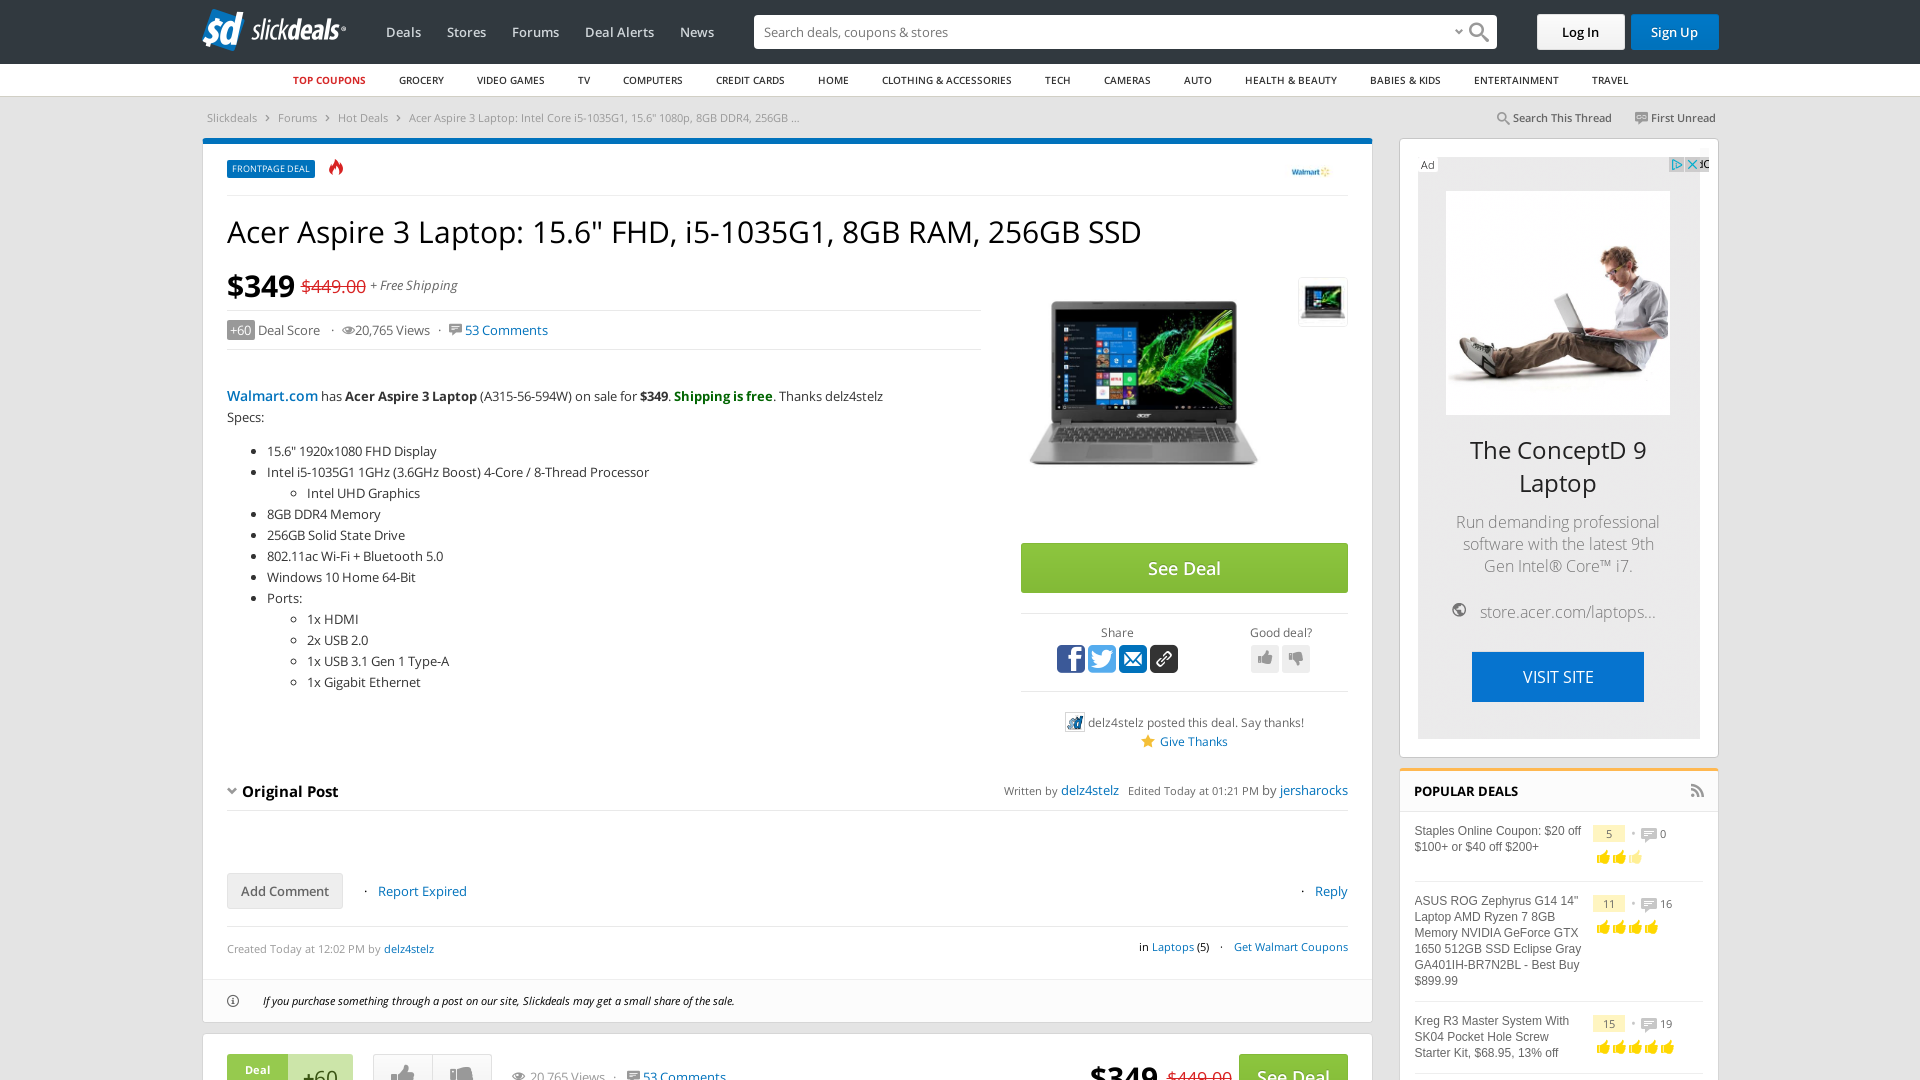 slickdeals
Deals
Stores
Forums
Deal Alerts
News
Search deals, coupons & stores
Log In
Sign Up
TOP COUPONS
GROCERY
VIDEO GAMES
TV
COMPUTERS
CREDIT CARDS
HOME
CLOTHING & ACCESSORIES
TECH
CAMERAS
AUTO
HEALTH & BEAUTY
BABIES & KIDS
ENTERTAINMENT
TRAVEL
Slickdeals > Forums > Hot Deals > Acer Aspire 3 Laptop: Intel Core i5-1035G1, 15.6" 1080p, 8GB DDR4, 256GB ...
Search This Thread
First Unread
FRONTPAGE DEAL
Walmart
Acer Aspire 3 Laptop: 15.6" FHD, i5-1035G1, 8GB RAM, 256GB SSD
$349 $449.00 + Free Shipping
+60 Deal Score · 20,765 Views · 53 Comments
Walmart.com has Acer Aspire 3 Laptop (A315-56-594W) on sale for $349. Shipping is free. Thanks delz4stelz
Specs:
15.6" 1920x1080 FHD Display
Intel i5-1035G1 1GHz (3.6GHz Boost) 4-Core / 8-Thread Processor
Intel UHD Graphics
8GB DDR4 Memory
256GB Solid State Drive
802.11ac Wi-Fi + Bluetooth 5.0
Windows 10 Home 64-Bit
Ports:
1x HDMI
2x USB 2.0
1x USB 3.1 Gen 1 Type-A
1x Gigabit Ethernet
acer
See Deal
Share
Good deal?
delz4stelz posted this deal. Say thanks!
Give Thanks
Original Post
Written by delz4stelz
Edited Today at 01:21 PM by jersharocks
Add Comment
· Report Expired
· Reply
Created Today at 12:02 PM by delz4stelz
in Laptops (5) · Get Walmart Coupons
If you purchase something through a post on our site, Slickdeals may get a small share of the sale.
Deal
+60
20,765 Views · 53 Comments
$349 $449.00
See Deal
Ad
The ConceptD 9
Laptop
Run demanding professional
software with the latest 9th
Gen Intel® Core™ i7.
store.acer.com/laptops...
VISIT SITE
POPULAR DEALS
Staples Online Coupon: $20 off
$100+ or $40 off $200+
5 • 0
ASUS ROG Zephyrus G14 14"
Laptop AMD Ryzen 7 8GB
Memory NVIDIA GeForce GTX
1650 512GB SSD Eclipse Gray
GA401IH-BR7N2BL - Best Buy
$899.99
11 • 16
Kreg R3 Master System With
SK04 Pocket Hole Screw
Starter Kit, $68.95, 13% off
15 • 19